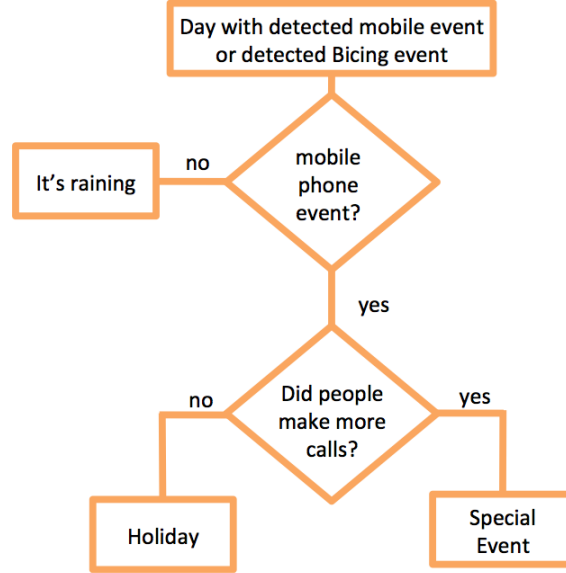 Day with detected mobile event
or detected Bicing event
no
It's raining
mobile
phone
event?
yes
no
Did people
make more
calls?
yes
Holiday
Special
Event